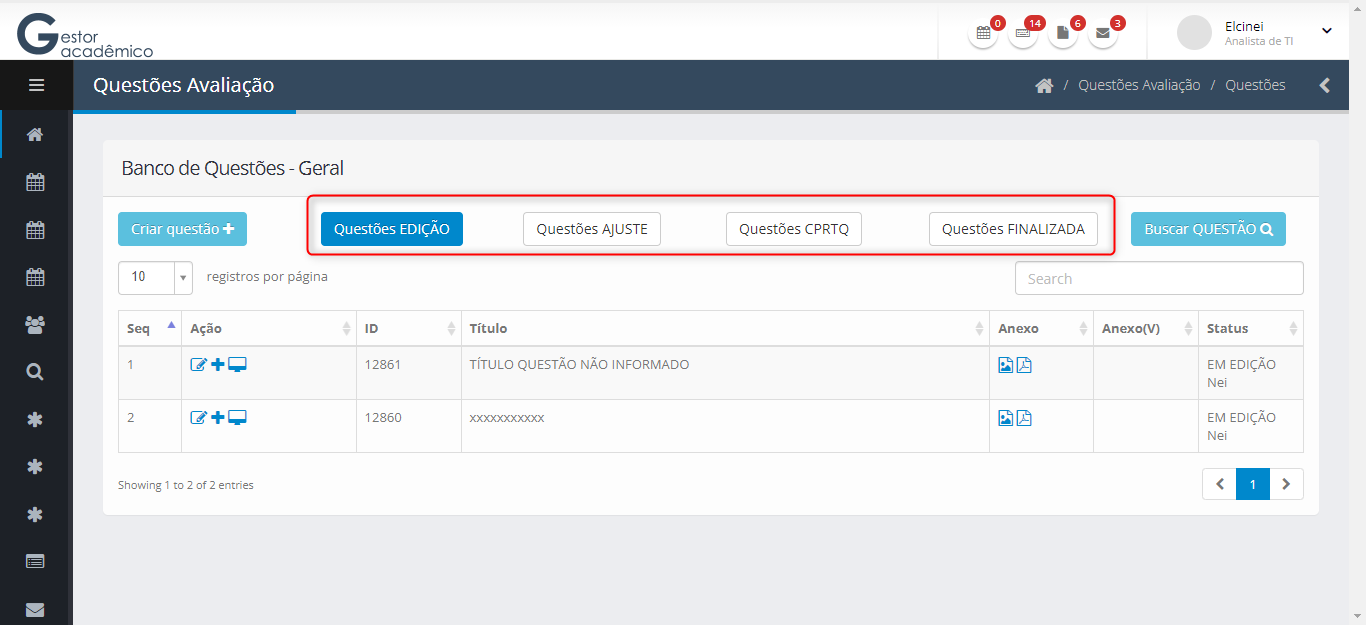 Gestor acadêmico
0
14
6
3
Elcinei
Analista de TI
Questões Avaliação
/ Questões Avaliação / Questões
Banco de Questões - Geral
Criar questão
Questões EDIÇÃO
Questões AJUSTE
Questões CPRTQ
Questões FINALIZADA
Buscar QUESTÃO
10 registros por página
Search
Seq Ação ID Título Anexo Anexo(V) Status
1 12861 TÍTULO QUESTÃO NÃO INFORMADO EM EDIÇÃO
Nei
2 12860 xxxxxxxxxxx EM EDIÇÃO
Nei
Showing 1 to 2 of 2 entries
1